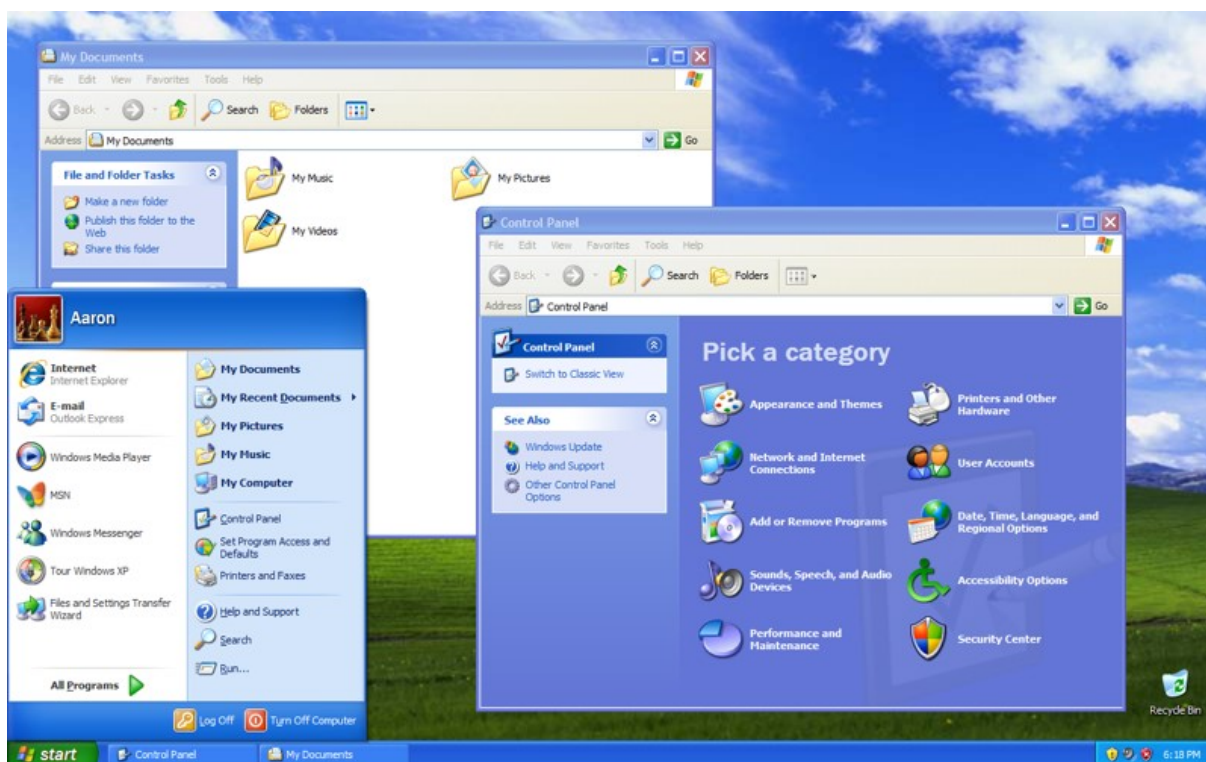 My Documents
File Edit View Favorites Tools Help
Back Search Folders
Address My Documents Go
File and Folder Tasks
Make a new folder
Publish this folder to the
Web
Share this folder
My Music
My Pictures
My Videos
Control Panel
File Edit View Favorites Tools Help
Back Search Folders
Address Control Panel Go
Control Panel
Switch to Classic View
See Also
Windows Update
Help and Support
Other Control Panel
Options
Pick a category
Appearance and Themes
Printers and Other
Hardware
Network and Internet
Connections
User Accounts
Add or Remove Programs
Date, Time, Language, and
Regional Options
Sounds, Speech, and Audio
Devices
Accessibility Options
Performance and
Maintenance
Security Center
Aaron
Internet
Internet Explorer
E-mail
Outlook Express
Windows Media Player
MSN
Windows Messenger
Tour Windows XP
Files and Settings Transfer
Wizard
All Programs
My Documents
My Recent Documents
My Pictures
My Music
My Computer
Control Panel
Set Program Access and
Defaults
Printers and Faxes
Help and Support
Search
Run...
Log Off Turn Off Computer
Recycle Bin
start Control Panel My Documents 6:18 PM